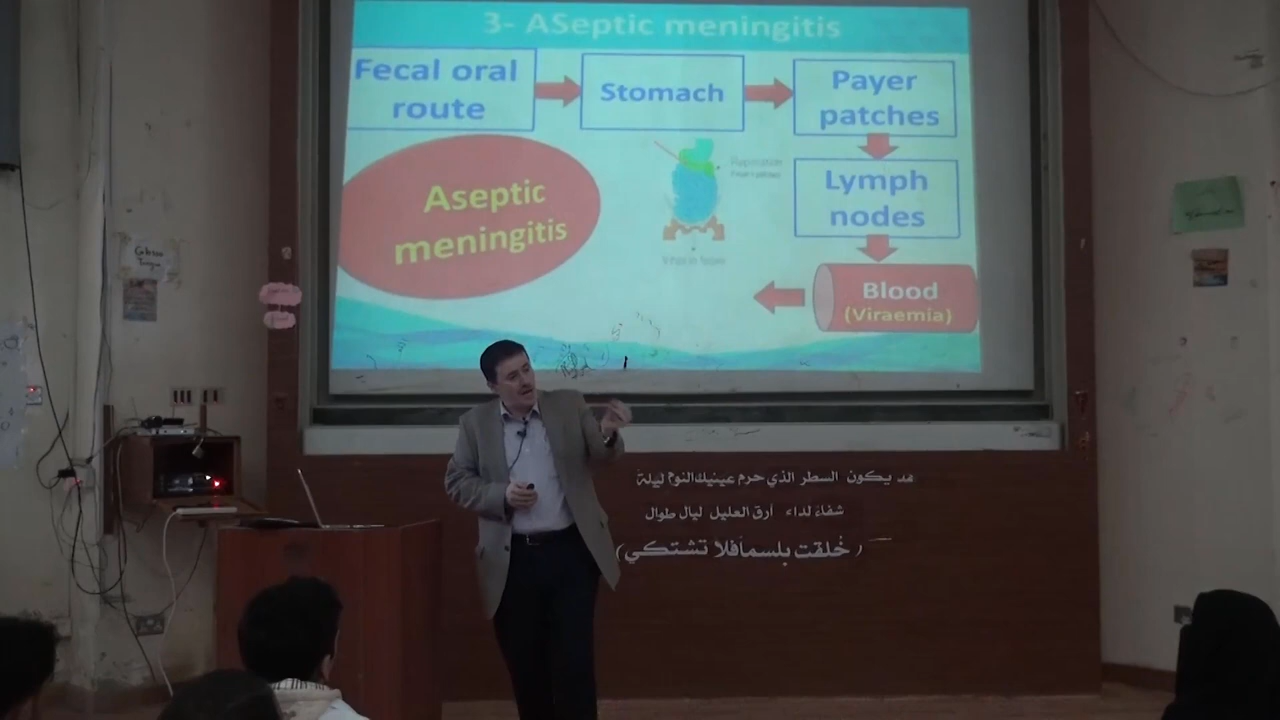 3- ASeptic meningitis
Fecal oral
route
Stomach
Payer
patches
Lymph
nodes
Blood
(Viraemia)
Aseptic
meningitis
قد يكون السطر الذي حرم عينيك النوم ليلة
شفاءً لداء أرق العليل ليال طوال
(خُلقت بلسماً فلا تشتكي)